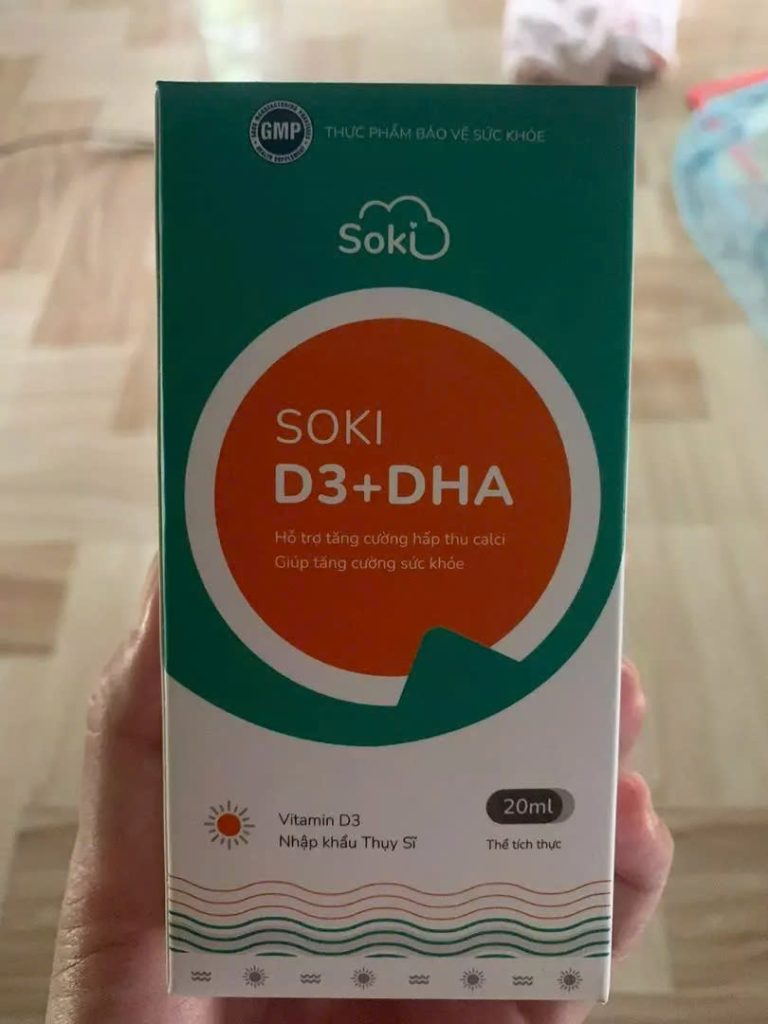 GMP
THỰC PHẨM BẢO VỆ SỨC KHỎE
Soki
SOKI
D3+DHA
Hỗ trợ tăng cường hấp thu calci
Giúp tăng cường sức khỏe
Vitamin D3
Nhập khẩu Thụy Sĩ
20ml
Thể tích thực